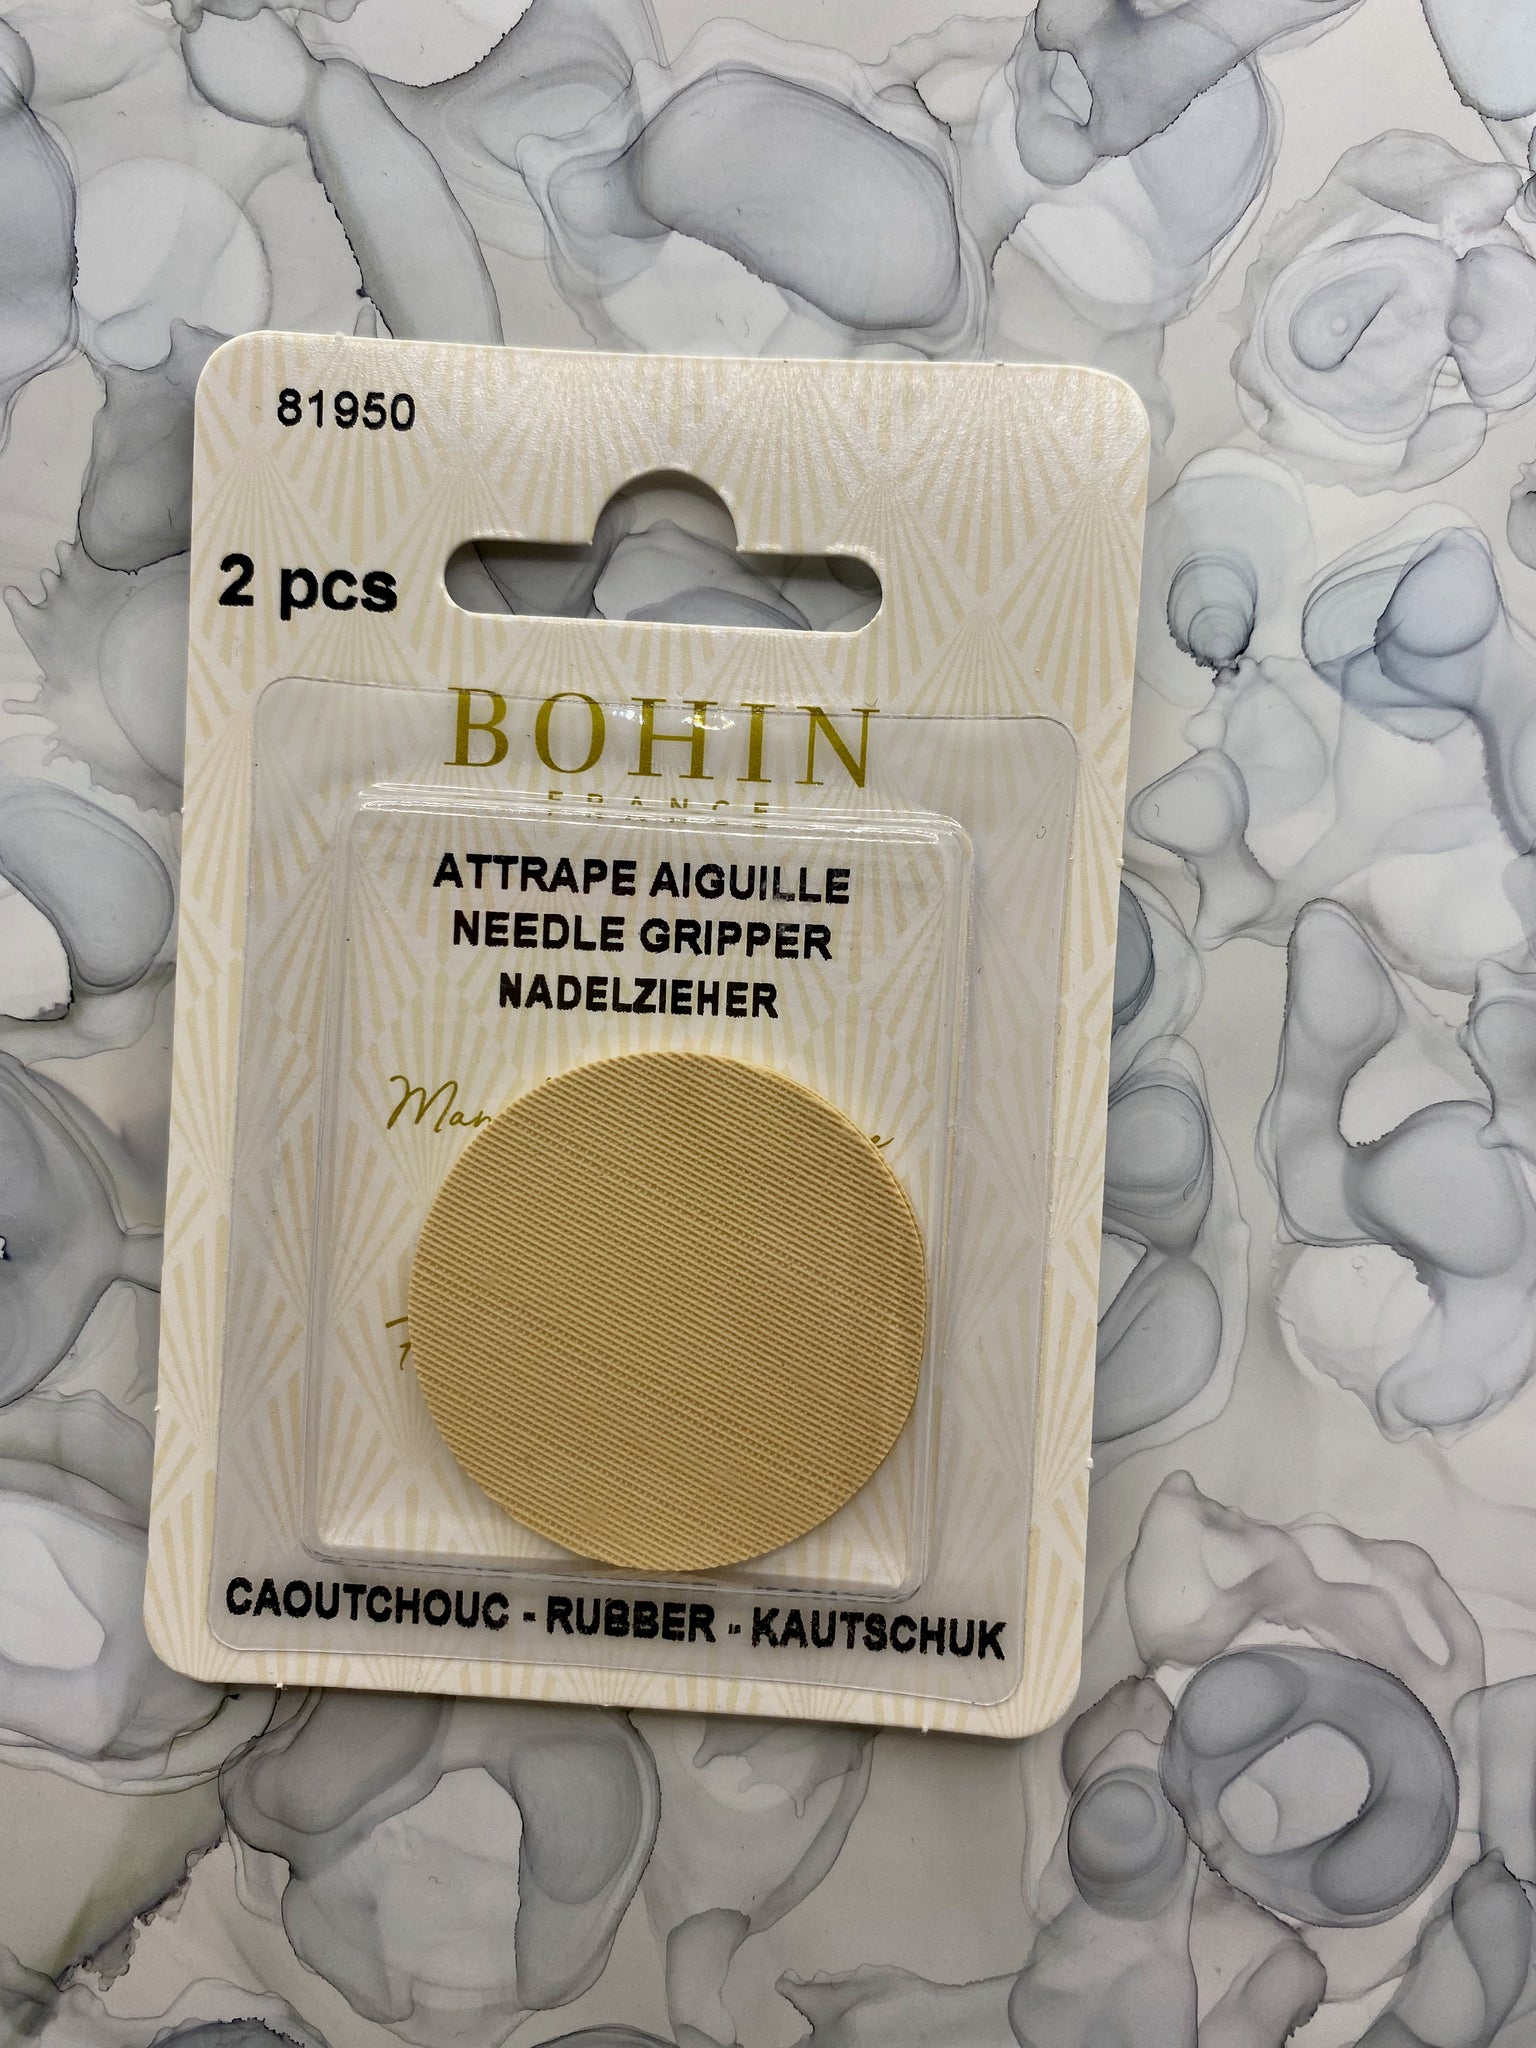 81950
2 pcs
BOHIN
FRANCE
ATTRAPE AIGUILLE
NEEDLE GRIPPER
NADELZIEHER
CAOUTCHOUC - RUBBER - KAUTSCHUK